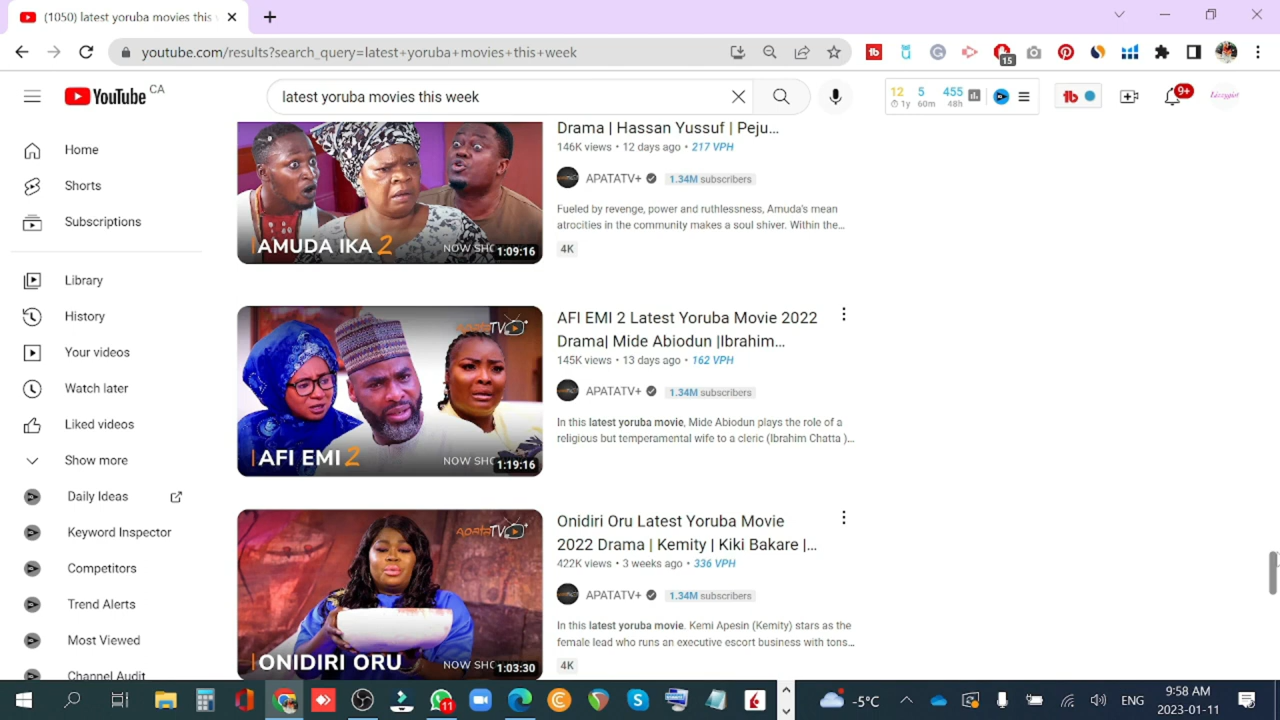 (1050) latest yoruba movies this
youtube.com/results?search_query=latest+yoruba+movies+this+week
15
YouTube CA
latest yoruba movies this week
12 5 455
1y 60m 48h
9+
Home
Shorts
Subscriptions
Library
History
Your videos
Watch later
Liked videos
Show more
Daily Ideas
Keyword Inspector
Competitors
Trend Alerts
Most Viewed
Channel Audit
AMUDA IKA 2
NOW SHO
1:09:16
Drama | Hassan Yussuf | Peju...
146K views • 12 days ago • 217 VPH
APATATV+ 1.34M subscribers
Fueled by revenge, power and ruthlessness, Amuda's mean
atrocities in the community makes a soul shiver. Within the...
4K
APATATV+
AFI EMI 2
NOW SHO
1:19:16
AFI EMI 2 Latest Yoruba Movie 2022
Drama| Mide Abiodun |Ibrahim...
145K views • 13 days ago • 162 VPH
APATATV+ 1.34M subscribers
In this latest yoruba movie, Mide Abiodun plays the role of a
religious but temperamental wife to a cleric (Ibrahim Chatta )...
APATATV+
ONIDIRI ORU
NOW SHO
1:03:30
Onidiri Oru Latest Yoruba Movie
2022 Drama | Kemity | Kiki Bakare |...
422K views • 3 weeks ago • 336 VPH
APATATV+ 1.34M subscribers
In this latest yoruba movie. Kemi Apesin (Kemity) stars as the
female lead who runs an executive escort business with tons...
4K
11
-5°C
ENG
9:58 AM
2023-01-11